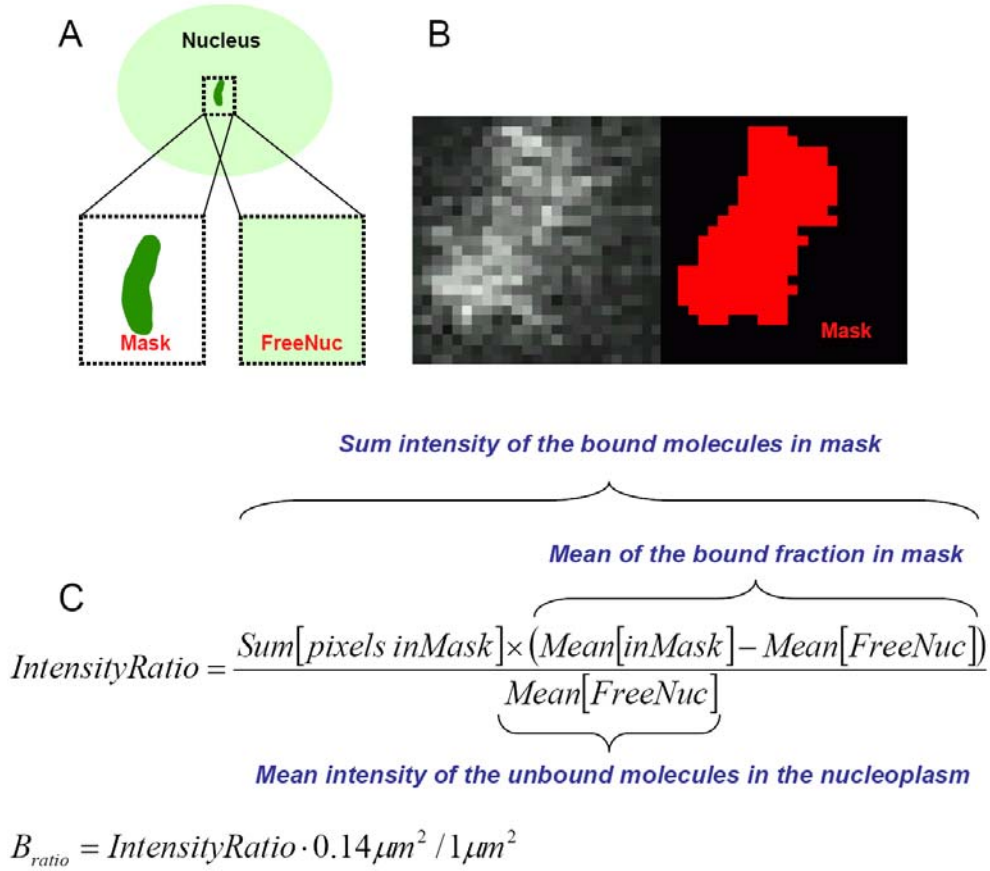 A
Nucleus
Mask
FreeNuc
B
Mask
Sum intensity of the bound molecules in mask
Mean of the bound fraction in mask
C
IntensityRatio = Sum[pixels inMask]×(Mean[inMask]−Mean[FreeNuc])
Mean[FreeNuc]
Mean intensity of the unbound molecules in the nucleoplasm
B_ratio = IntensityRatio · 0.14 μm² / 1μm²